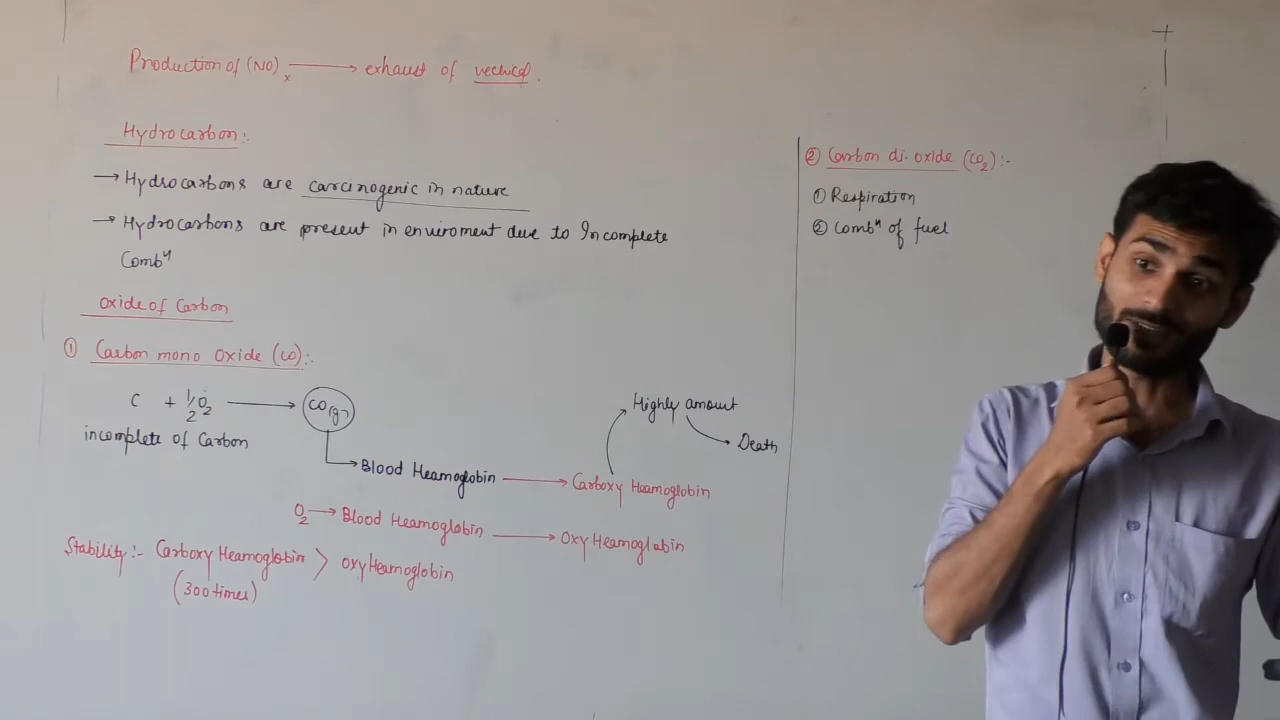 Production of (NO)x → exhaust of vechical.
Hydrocarbon:-
→ Hydrocarbons are carcinogenic in nature
→ Hydrocarbons are present in enviroment due to Incomplete
Combⁿ
Oxide of Carbon
① Carbon mono Oxide (CO):-
C + 1/2 O2 → CO(g)
incomplete of Carbon
Highly amount
Death
Blood Heamoglobin → Carboxy Heamoglobin
O2 → Blood Heamoglobin → Oxy Heamoglobin
Stability:- Carboxy Heamoglobin > oxy Heamoglobin
(300 times)
② Carbon di-oxide (CO2):-
① Respiration
② Combⁿ of fuel